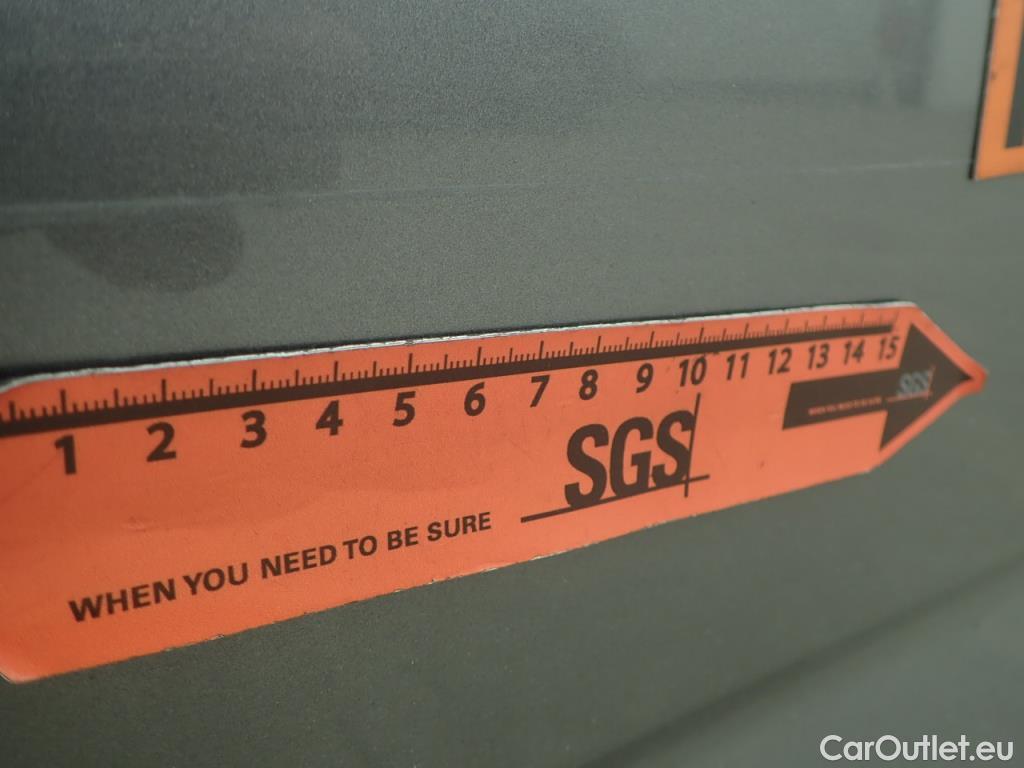 1 2 3 4 5 6 7 8 9 10 11 12 13 14 15
SGS
SGS
WHEN YOU NEED TO BE SURE
CarOutlet.eu